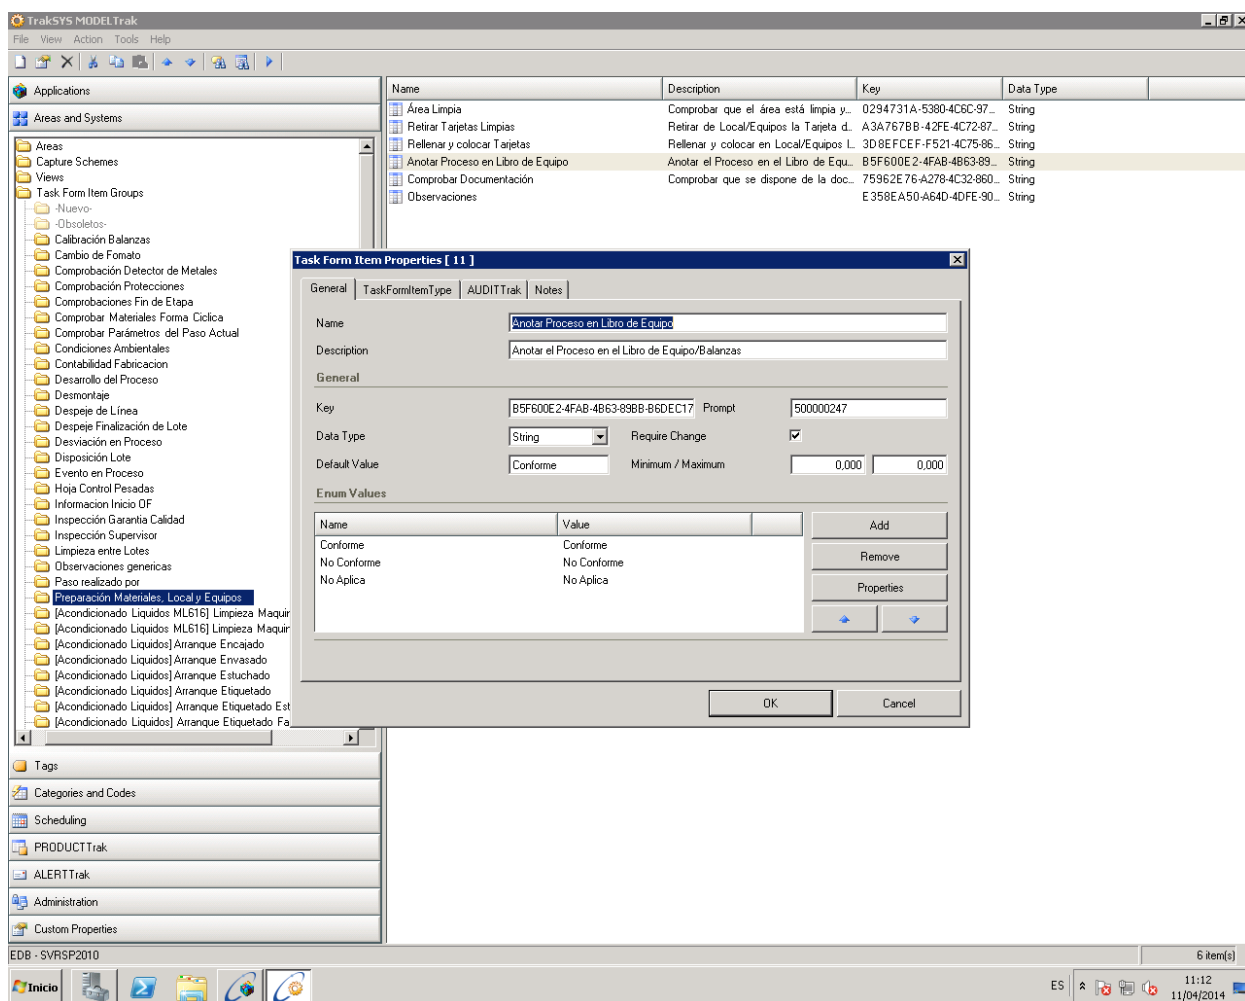 TrakSYS MODELTrak
File View Action Tools Help
Applications
Areas and Systems
Areas
Capture Schemes
Views
Task Form Item Groups
-Nuevo-
-Obsoletos-
Calibración Balanzas
Cambio de Fomato
Comprobación Detector de Metales
Comprobación Protecciones
Comprobaciones Fin de Etapa
Comprobar Materiales Forma Ciclica
Comprobar Parámetros del Paso Actual
Condiciones Ambientales
Contabilidad Fabricacion
Desarrollo del Proceso
Desmontaje
Despeje de Línea
Despeje Finalización de Lote
Desviación en Proceso
Disposición Lote
Evento en Proceso
Hoja Control Pesadas
Informacion Inicio OF
Inspección Garantia Calidad
Inspección Supervisor
Limpieza entre Lotes
Observaciones genericas
Paso realizado por
Preparación Materiales, Local y Equipos
[Acondicionado Liquidos ML616] Limpieza Maquir
[Acondicionado Liquidos ML616] Limpieza Maquir
[Acondicionado Liquidos] Arranque Encajado
[Acondicionado Liquidos] Arranque Envasado
[Acondicionado Liquidos] Arranque Estuchado
[Acondicionado Liquidos] Arranque Etiquetado
[Acondicionado Liquidos] Arranque Etiquetado Est
[Acondicionado Liquidos] Arranque Etiquetado Fa
Tags
Categories and Codes
Scheduling
PRODUCTTrak
ALERTTrak
Administration
Custom Properties
Name Description Key Data Type
Área Limpia Comprobar que el área está limpia y... 0294731A-5380-4C6C-97... String
Retirar Tarjetas Limpias Retirar de Local/Equipos la Tarjeta d... A3A767BB-42FE-4C72-87... String
Rellenar y colocar Tarjetas Rellenar y colocar en Local/Equipos l... 3D8EFCEF-F521-4C75-86... String
Anotar Proceso en Libro de Equipo Anotar el Proceso en el Libro de Equ... B5F600E2-4FAB-4B63-89... String
Comprobar Documentación Comprobar que se dispone de la doc... 75962E76-A278-4C32-860... String
Observaciones E358EA50-A64D-4DFE-90... String
Task Form Item Properties [ 11 ]
General TaskFormItemType AUDITTrak Notes
Name Anotar Proceso en Libro de Equipo
Description Anotar el Proceso en el Libro de Equipo/Balanzas
General
Key B5F600E2-4FAB-4B63-89BB-B6DEC17 Prompt 500000247
Data Type String Require Change
Default Value Conforme Minimum / Maximum 0,000 0,000
Enum Values
Name Value
Conforme Conforme
No Conforme No Conforme
No Aplica No Aplica
Add
Remove
Properties
OK Cancel
EDB - SVRSP2010 6 item(s)
Inicio ES 11:12
11/04/2014